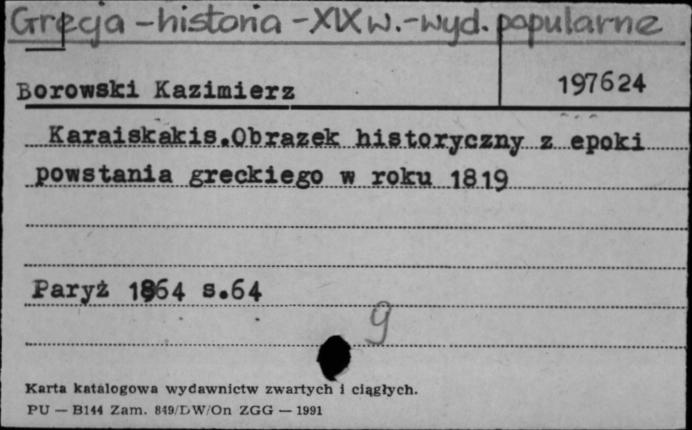 Grecja - historia - XIX w. - wyd. popularne
Borowski Kazimierz 197624
Karaiskakis.Obrazek historyczny z epoki
powstania greckiego w roku 1819
Paryż 1864 s.64
g
Karta katalogowa wydawnictw zwartych i ciągłych.
PU — B144 Zam. 849/DW/On ZGG — 1991